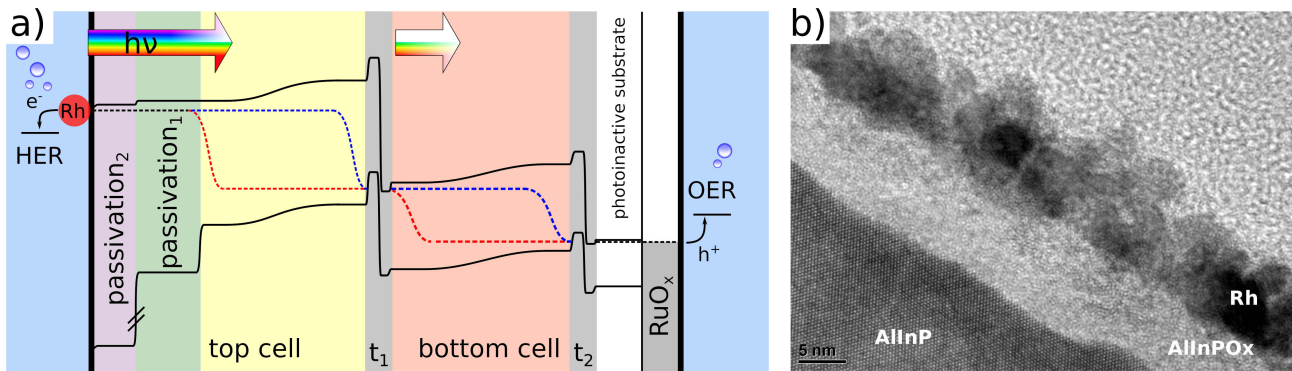 a)
hν
e-
Rh
HER
passivation2
passivation1
top cell
t1
bottom cell
t2
photoinactive substrate
RuOx
OER
h+
b)
Rh
AlInP
AlInPOx
5 nm